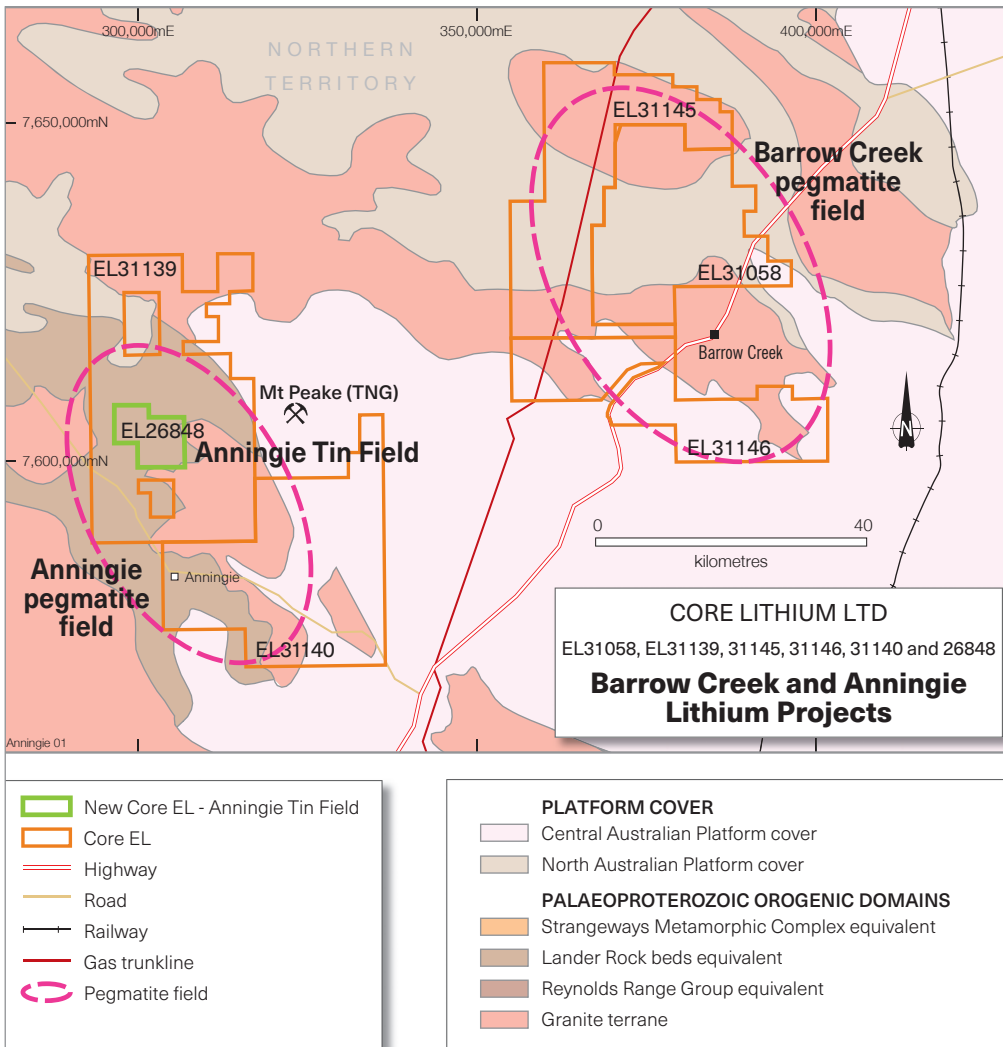 300,000mE
350,000mE
400,000mE
NORTHERN
TERRITORY
7,650,000mN
EL31145
Barrow Creek
pegmatite
field
EL31139
EL31058
Barrow Creek
Mt Peake (TNG)
EL26848
Anningie Tin Field
7,600,000mN
EL31146
N
0
40
kilometres
Anningie
pegmatite
field
Anningie
EL31140
CORE LITHIUM LTD
EL31058, EL31139, 31145, 31146, 31140 and 26848
Barrow Creek and Anningie
Lithium Projects
Anningie 01
New Core EL - Anningie Tin Field
Core EL
Highway
Road
Railway
Gas trunkline
Pegmatite field
PLATFORM COVER
Central Australian Platform cover
North Australian Platform cover
PALAEOPROTEROZOIC OROGENIC DOMAINS
Strangeways Metamorphic Complex equivalent
Lander Rock beds equivalent
Reynolds Range Group equivalent
Granite terrane